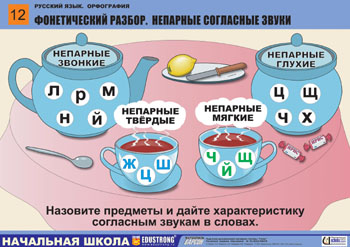 12
РУССКИЙ ЯЗЫК. ОРФОГРАФИЯ
ФОНЕТИЧЕСКИЙ РАЗБОР. НЕПАРНЫЕ СОГЛАСНЫЕ ЗВУКИ
НЕПАРНЫЕ
ЗВОНКИЕ
Л Р М
Н Й
НЕПАРНЫЕ
ГЛУХИЕ
Ц Щ
Ч Х
НЕПАРНЫЕ
ТВЁРДЫЕ
Ж Ш
Ц
НЕПАРНЫЕ
МЯГКИЕ
Ч Щ
Й
Назовите предметы и дайте характеристику
согласным звукам в словах.
НАЧАЛЬНАЯ ШКОЛА
EDUSTRONG
ВАРСОН